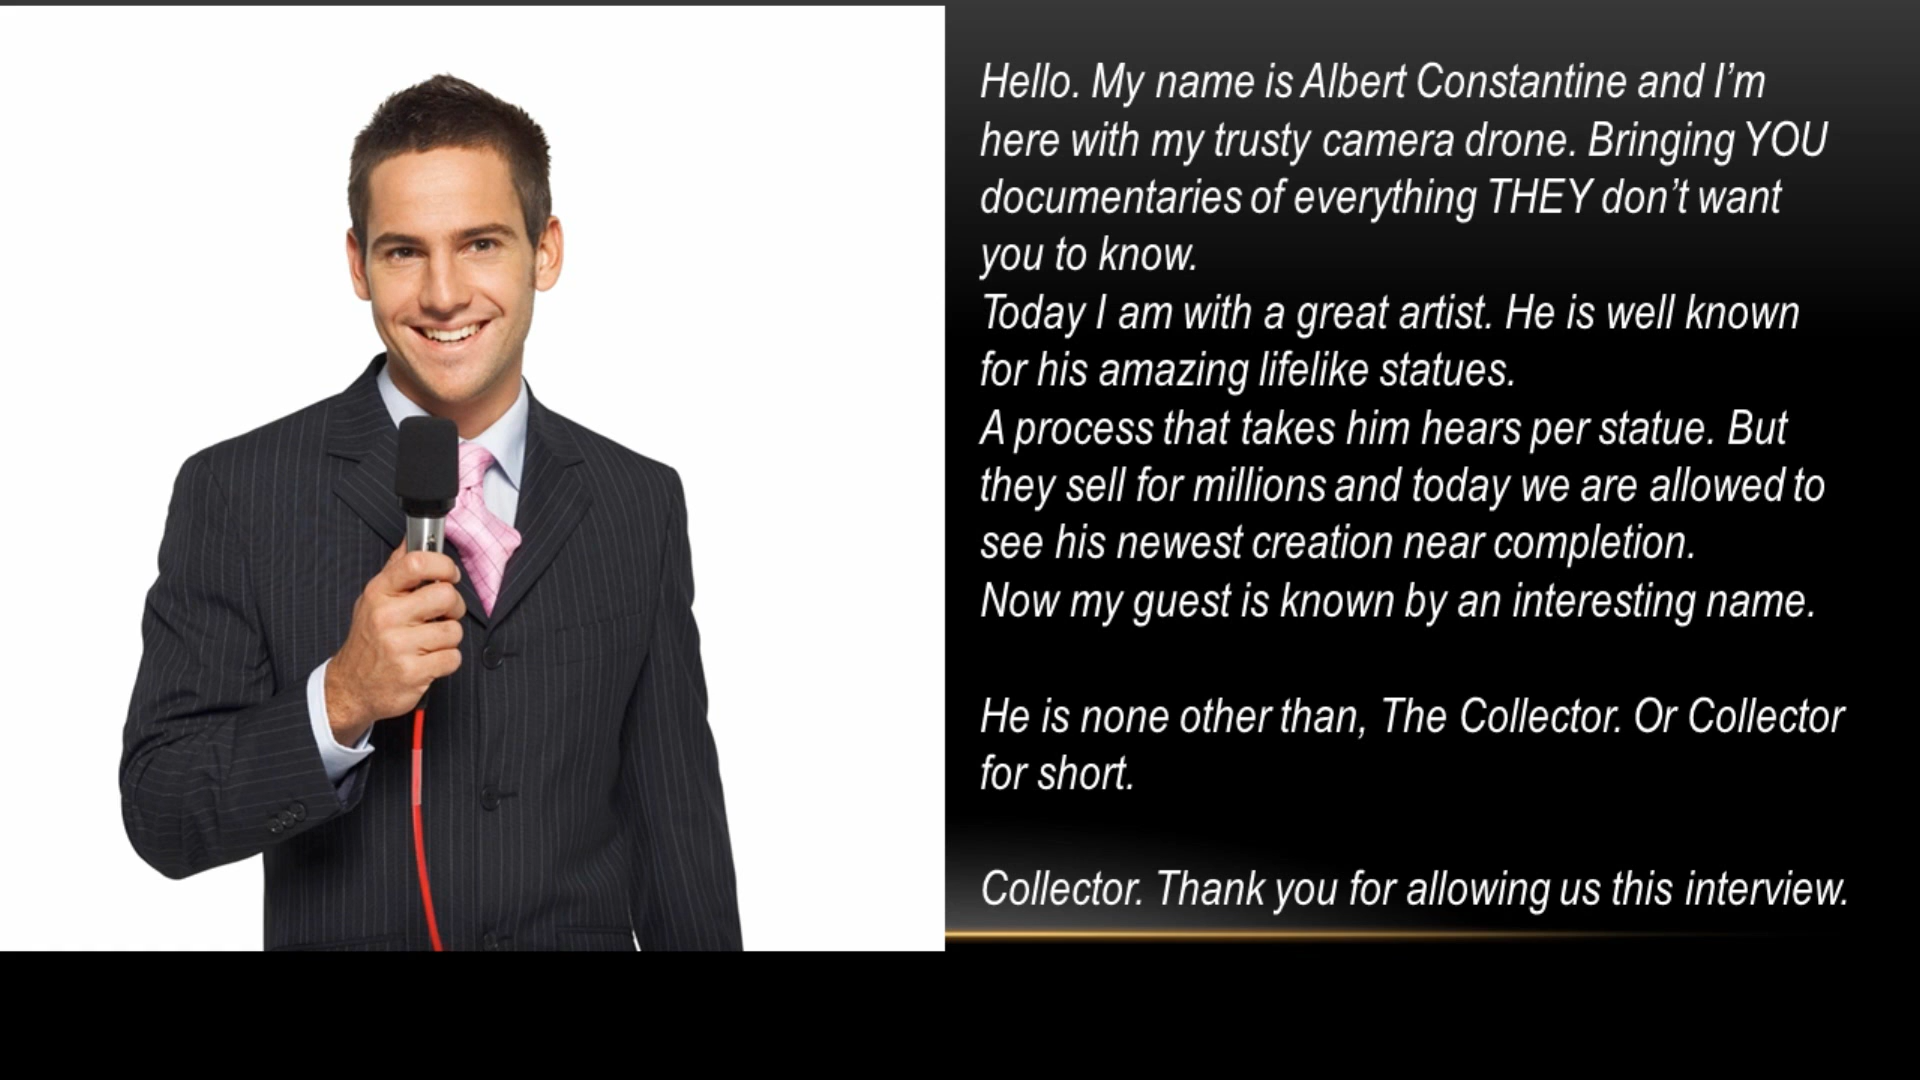 Hello. My name is Albert Constantine and I’m
here with my trusty camera drone. Bringing YOU
documentaries of everything THEY don’t want
you to know.
Today I am with a great artist. He is well known
for his amazing lifelike statues.
A process that takes him hears per statue. But
they sell for millions and today we are allowed to
see his newest creation near completion.
Now my guest is known by an interesting name.
He is none other than, The Collector. Or Collector
for short.
Collector. Thank you for allowing us this interview.